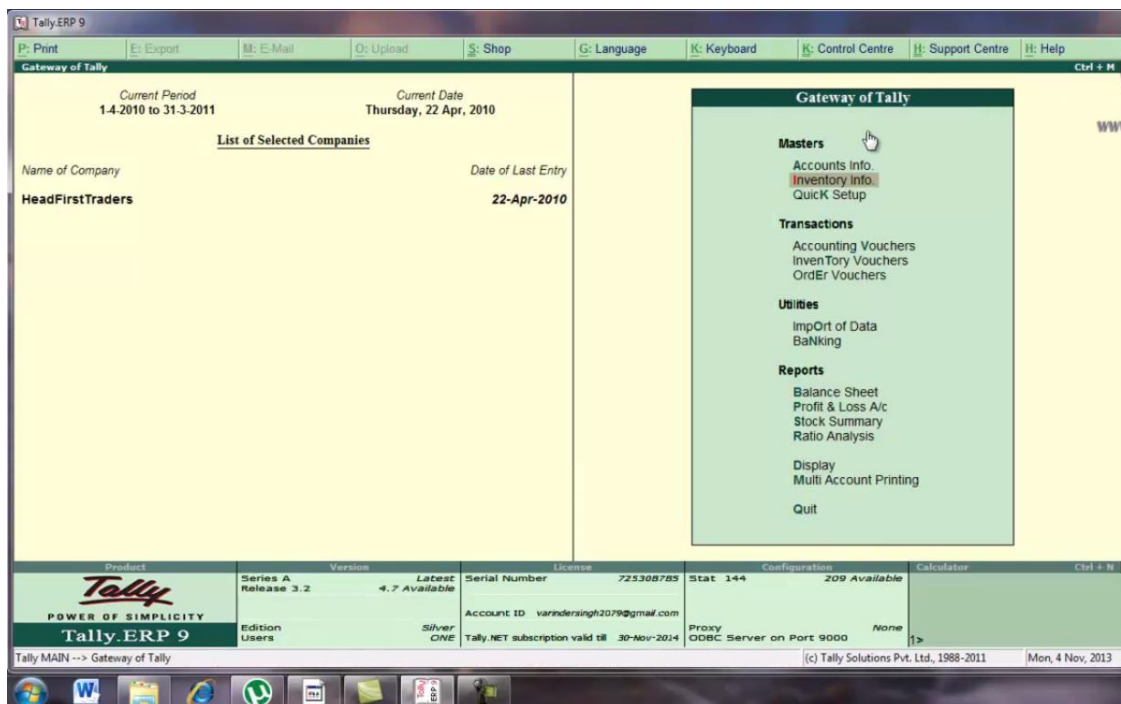 Tally.ERP 9
P: Print E: Export M: E-Mail O: Upload S: Shop G: Language K: Keyboard K: Control Centre H: Support Centre H: Help
Gateway of Tally Ctrl + M
Current Period Current Date
1-4-2010 to 31-3-2011 Thursday, 22 Apr, 2010
List of Selected Companies
Name of Company Date of Last Entry
HeadFirstTraders 22-Apr-2010
Gateway of Tally
Masters
Accounts Info.
Inventory Info.
QuicK Setup
Transactions
Accounting Vouchers
InvenTory Vouchers
OrdEr Vouchers
Utilities
ImpOrt of Data
BaNking
Reports
Balance Sheet
Profit & Loss A/c
Stock Summary
Ratio Analysis
Display
Multi Account Printing
Quit
Product Version License Configuration Calculator Ctrl + N
Tally
POWER OF SIMPLICITY
Tally.ERP 9
Series A Latest
Release 3.2 4.7 Available
Edition Silver
Users ONE
Serial Number 725308785
Account ID varindersingh2079@gmail.com
Tally.NET subscription valid till 30-Nov-2014
Stat 144 209 Available
Proxy None
ODBC Server on Port 9000
1>
Tally MAIN --> Gateway of Tally (c) Tally Solutions Pvt. Ltd., 1988-2011 Mon, 4 Nov, 2013